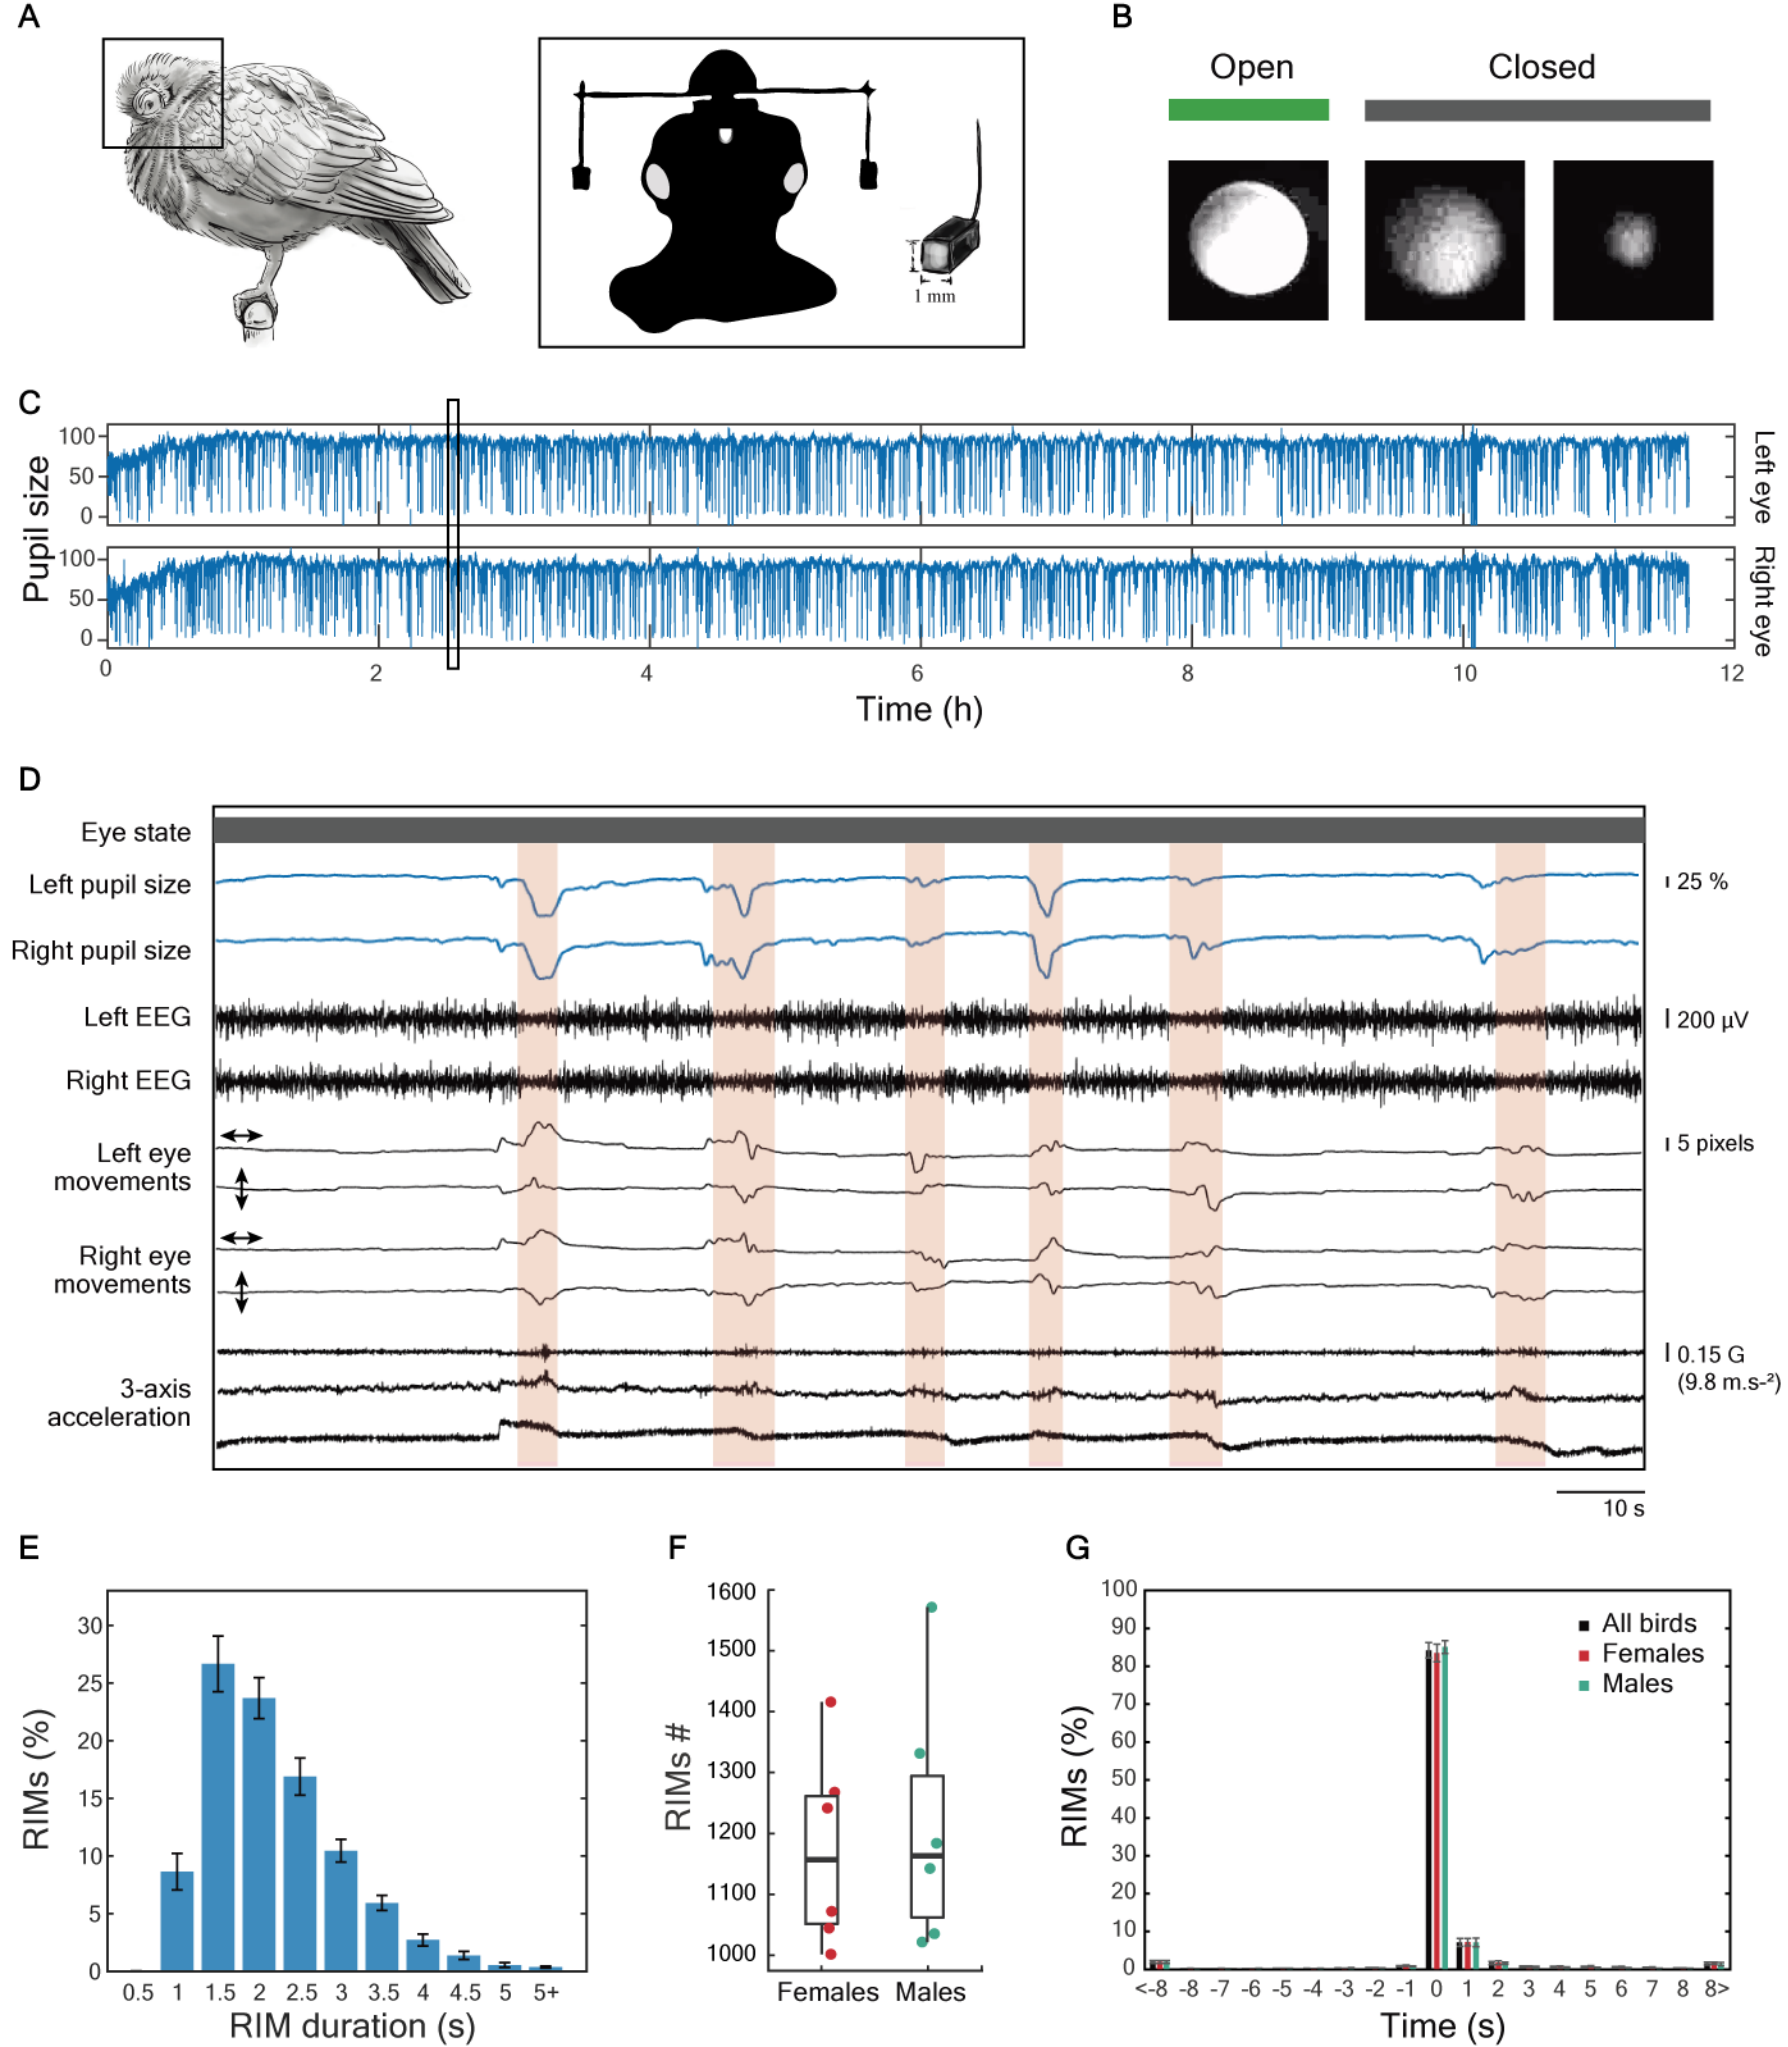 A
1 mm
B
Open
Closed
C
Pupil size
100
50
0
Left eye
100
50
0
Right eye
0 2 4 6 8 10 12
Time (h)
D
Eye state
Left pupil size
25 %
Right pupil size
Left EEG
200 µV
Right EEG
Left eye
movements
5 pixels
Right eye
movements
3-axis
acceleration
0.15 G
(9.8 m.s-²)
10 s
E
RIMs (%)
30
25
20
15
10
5
0
0.5 1 1.5 2 2.5 3 3.5 4 4.5 5 5+
RIM duration (s)
F
RIMs #
1600
1500
1400
1300
1200
1100
1000
Females Males
G
RIMs (%)
100
90
80
70
60
50
40
30
20
10
0
All birds
Females
Males
<-8 -8 -7 -6 -5 -4 -3 -2 -1 0 1 2 3 4 5 6 7 8 8>
Time (s)